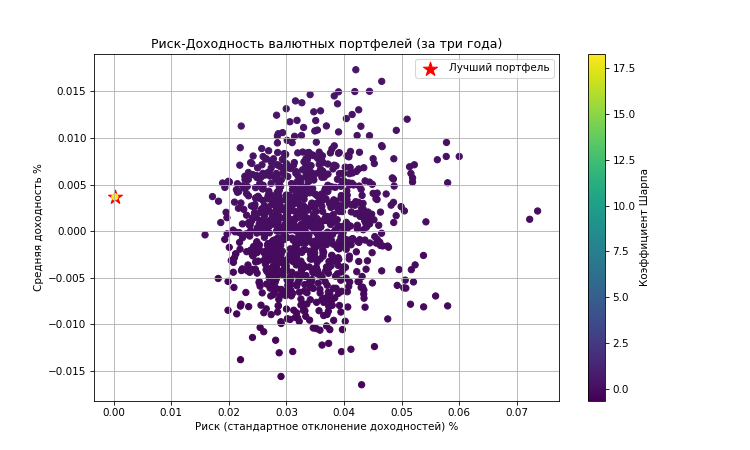 Риск-Доходность валютных портфелей (за три года)
Лучший портфель
Средняя доходность %
0.015
0.010
0.005
0.000
−0.005
−0.010
−0.015
0.00 0.01 0.02 0.03 0.04 0.05 0.06 0.07
Риск (стандартное отклонение доходностей) %
17.5
15.0
12.5
10.0
7.5
5.0
2.5
0.0
Коэффициент Шарпа